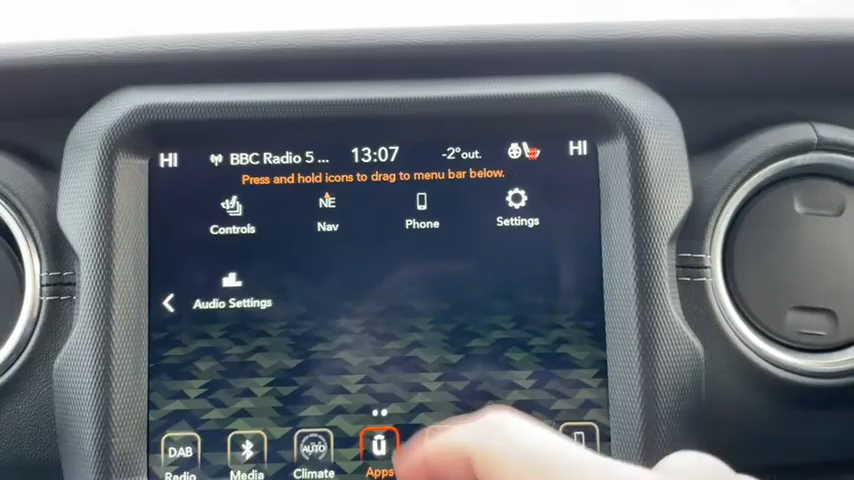 HI BBC Radio 5 ... 13:07 -2°out. HI
Press and hold icons to drag to menu bar below.
NE
Controls Nav Phone Settings
Audio Settings
DAB AUTO ū
Radio Media Climate Apps